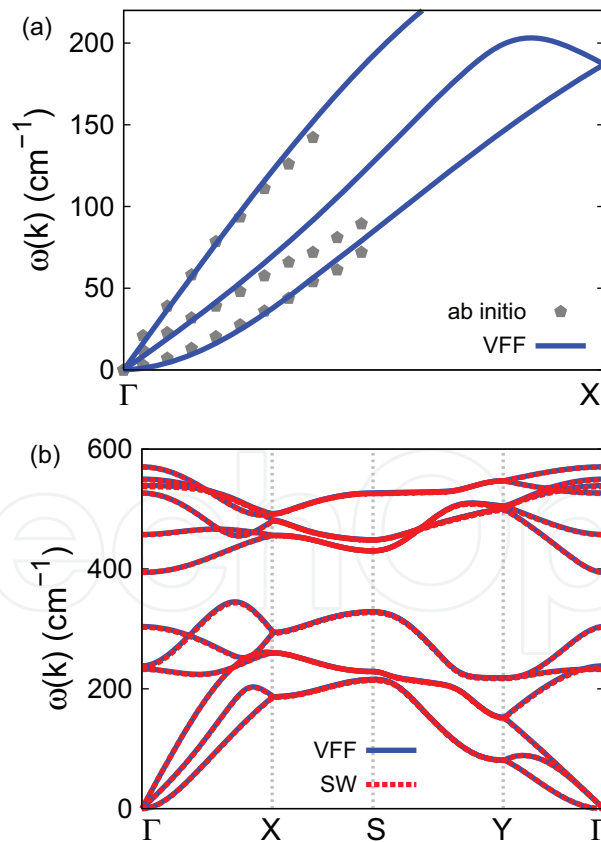 (a)
200
150
100
50
0
ω(k) (cm⁻¹)
ab initio
VFF
Γ
X
(b)
600
400
200
0
ω(k) (cm⁻¹)
VFF
SW
Γ
X
S
Y
Γ